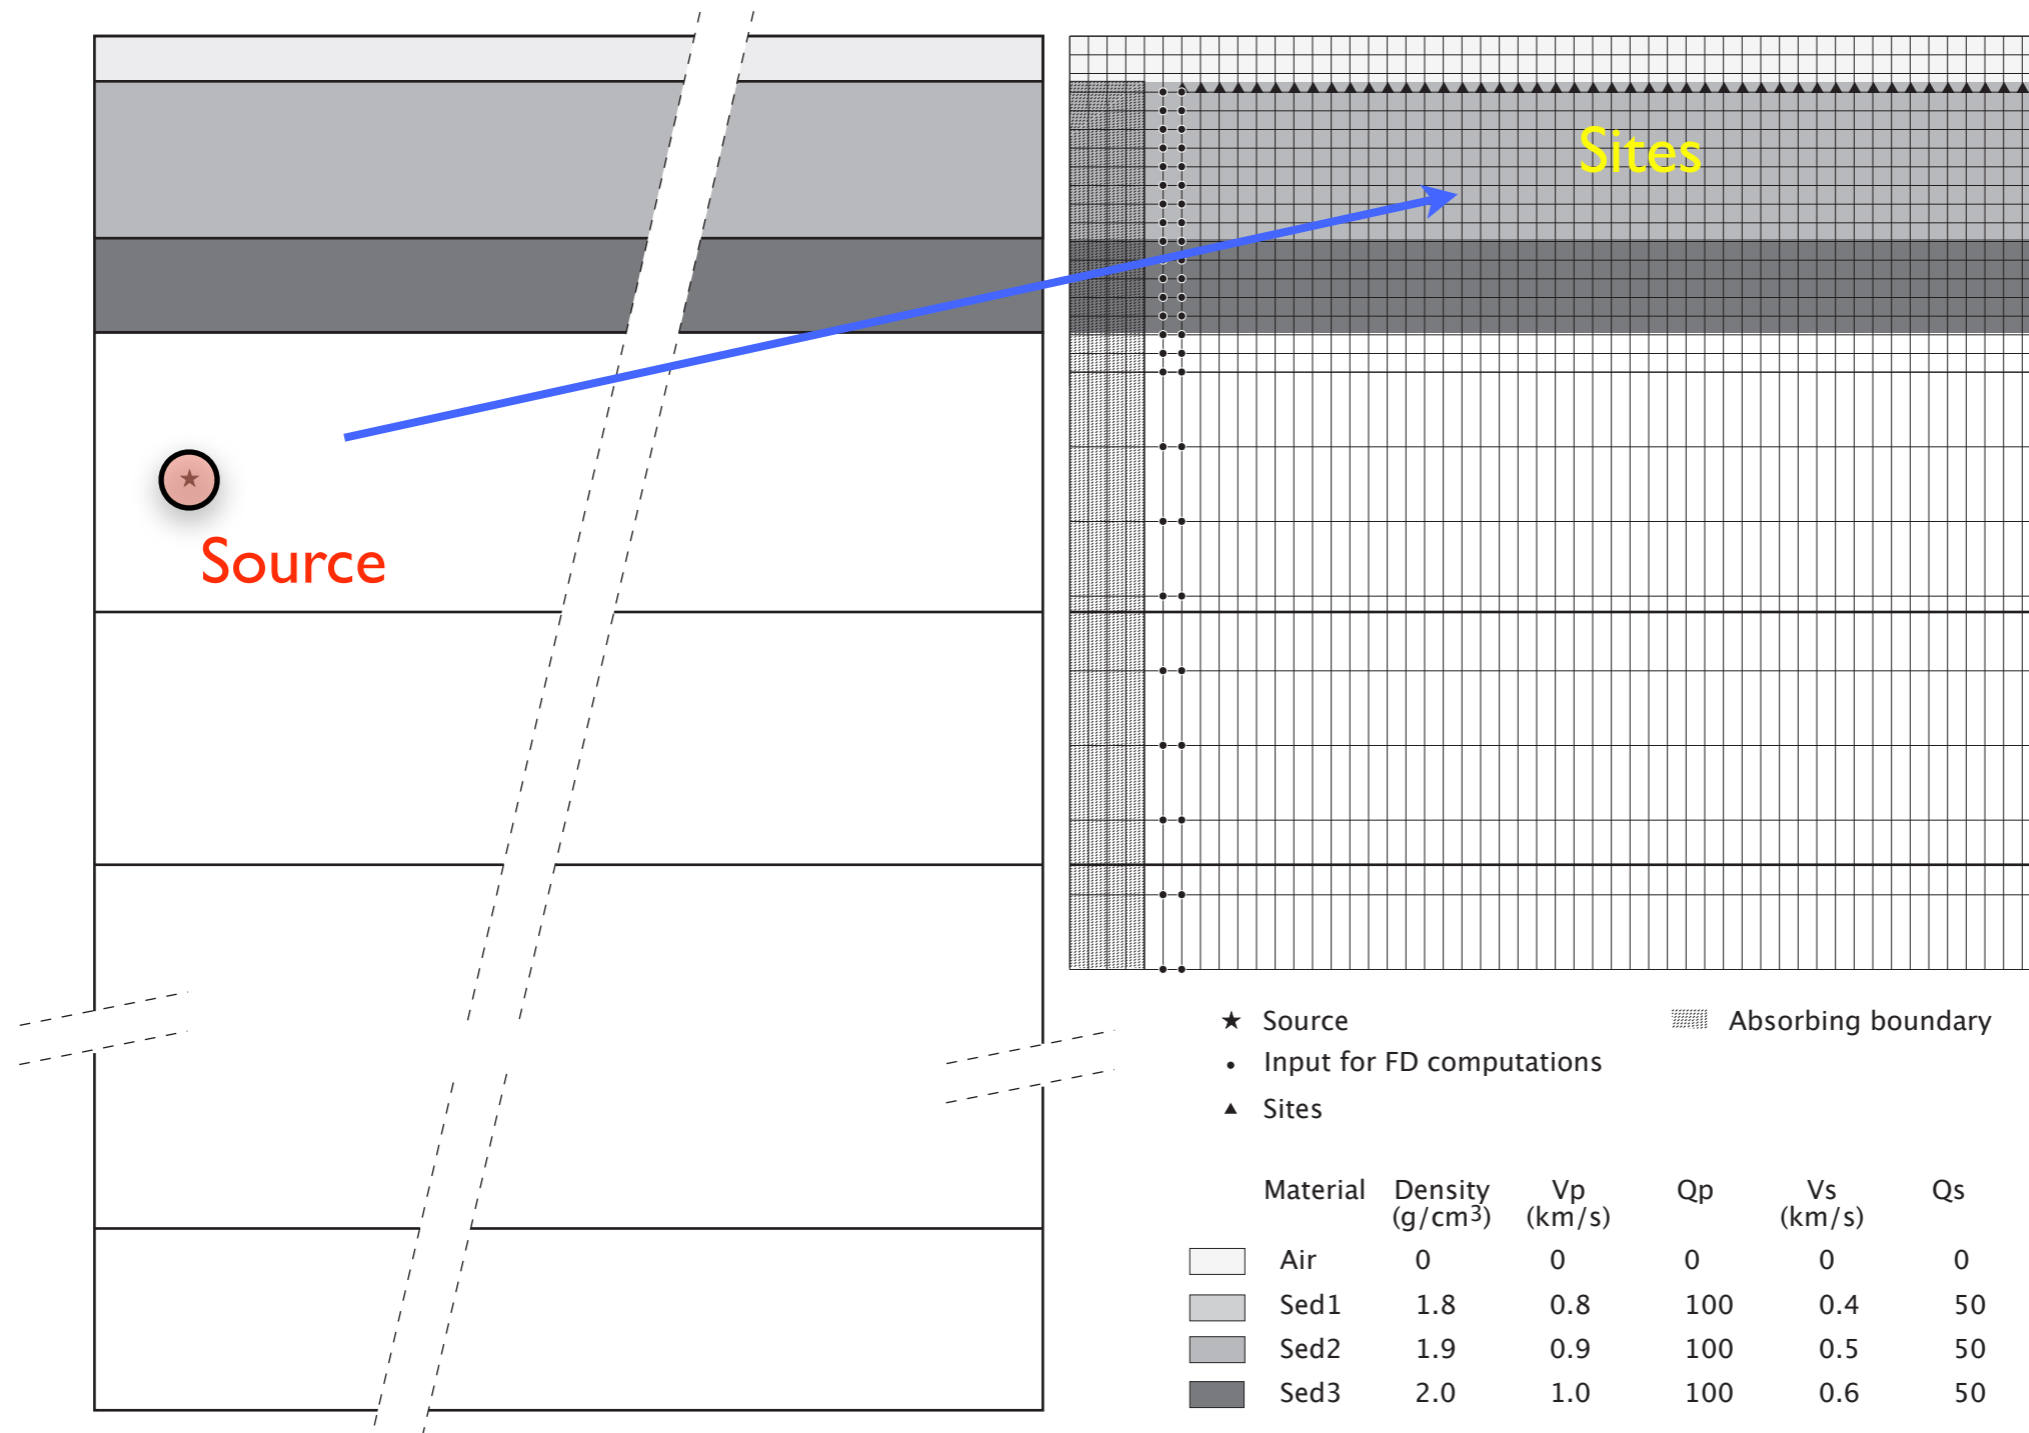 Sites
Source
★ Source
Absorbing boundary
• Input for FD computations
▲ Sites
Material Density Vp Qp Vs Qs
(g/cm³) (km/s) (km/s)
Air 0 0 0 0 0
Sed1 1.8 0.8 100 0.4 50
Sed2 1.9 0.9 100 0.5 50
Sed3 2.0 1.0 100 0.6 50